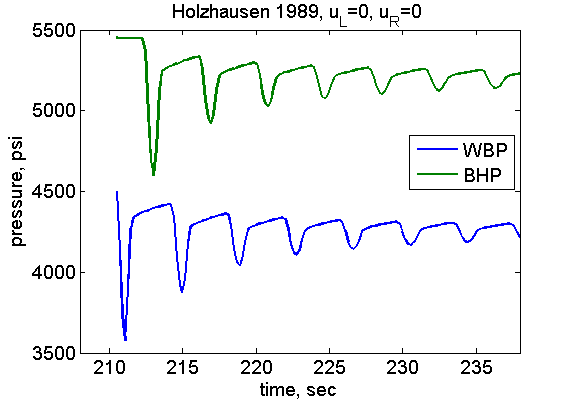 Holzhausen 1989, u_L=0, u_R=0
5500
5000
4500
4000
3500
pressure, psi
WBP
BHP
210 215 220 225 230 235
time, sec